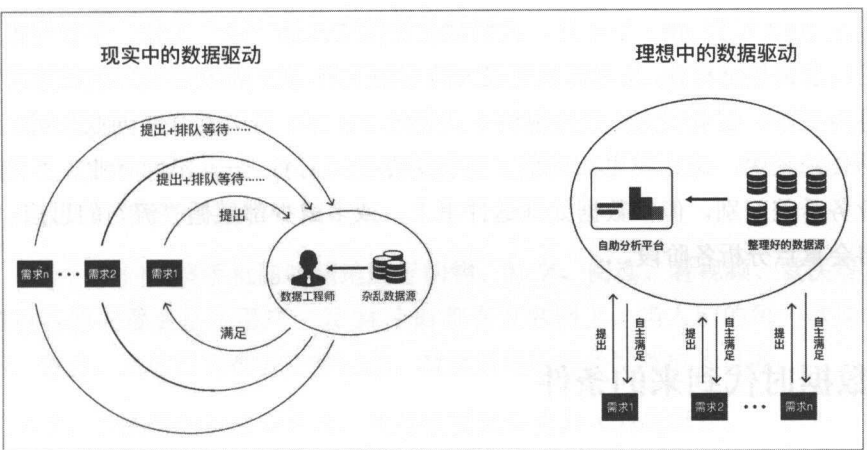 现实中的数据驱动
提出+排队等待……
提出+排队等待……
提出
需求n
···
需求2
需求1
数据工程师
杂乱数据源
满足
理想中的数据驱动
自助分析平台
整理好的数据源
提出
自主满足
提出
自主满足
提出
自主满足
需求1
需求2
···
需求n